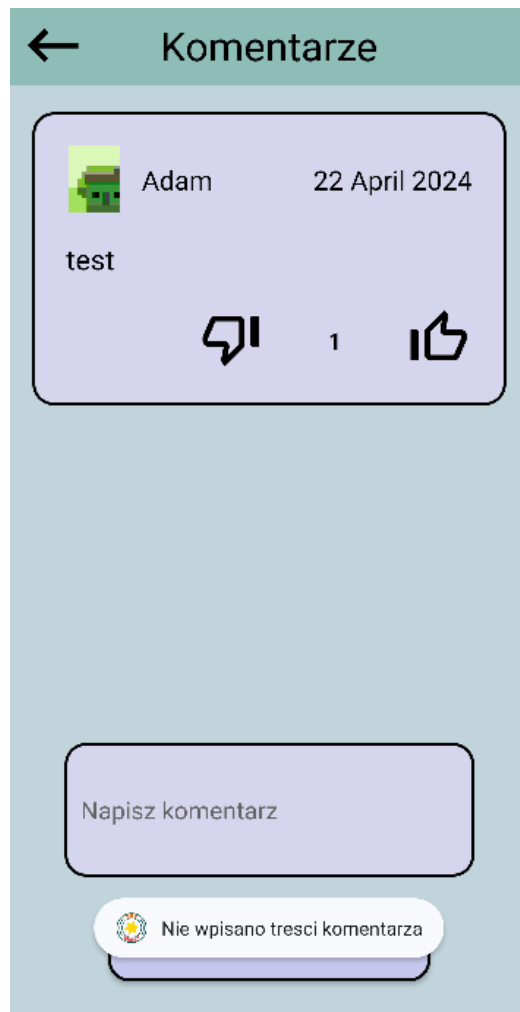 Komentarze
Adam 22 April 2024
test
1
Napisz komentarz
Nie wpisano tresci komentarza